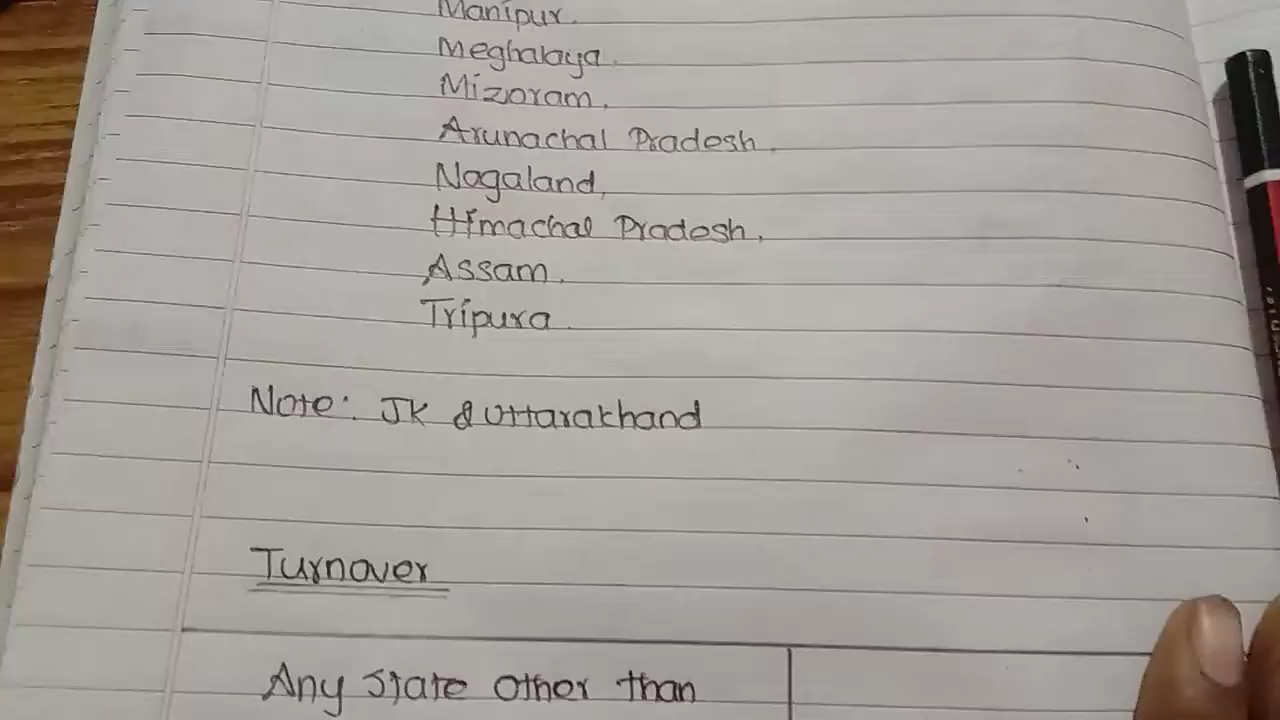 Manipur.
Meghalaya.
Mizoram,
Arunachal Pradesh,
Nagaland,
Himachal Pradesh,
Assam,
Tripura
Note: JK & Uttarakhand
Turnover
Any state other than